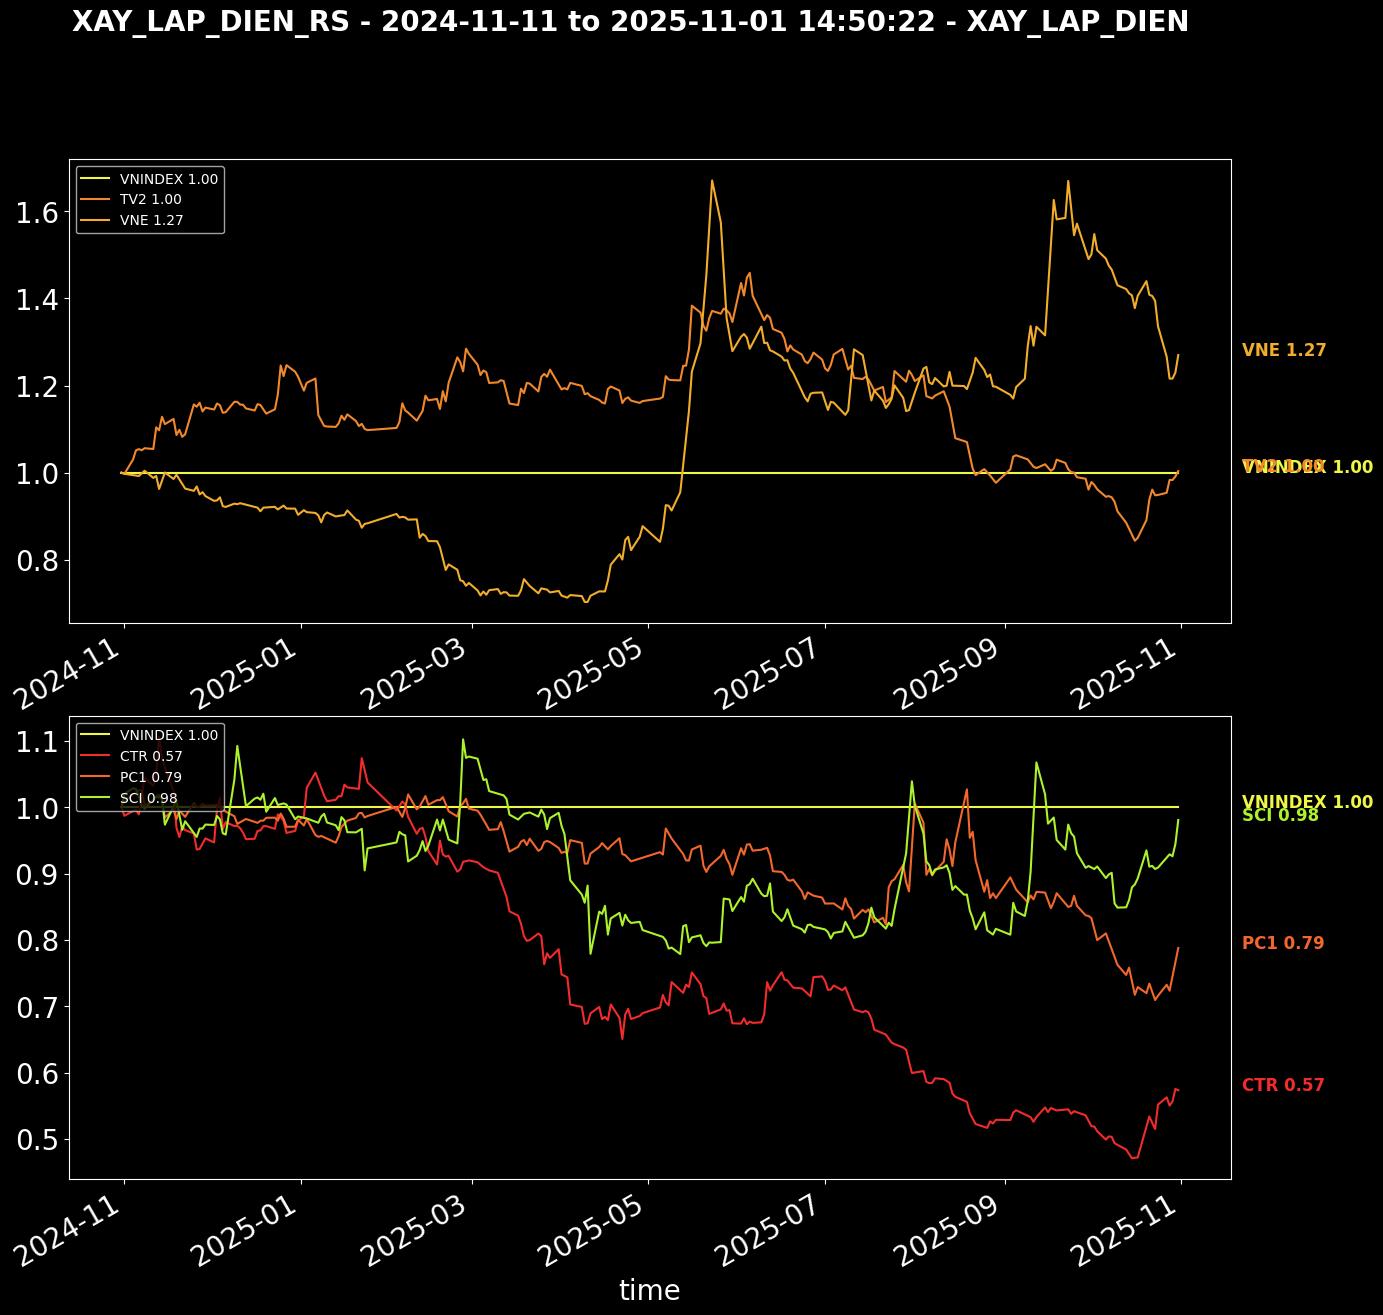 XAY_LAP_DIEN_RS - 2024-11-11 to 2025-11-01 14:50:22 - XAY_LAP_DIEN
VNINDEX 1.00
TV2 1.00
VNE 1.27
1.6
1.4
1.2
1.0
0.8
VNE 1.27
TV2 1.00
VNINDEX 1.00
2024-11
2025-01
2025-03
2025-05
2025-07
2025-09
2025-11
VNINDEX 1.00
CTR 0.57
PC1 0.79
SCI 0.98
1.1
1.0
0.9
0.8
0.7
0.6
0.5
VNINDEX 1.00
SCI 0.98
PC1 0.79
CTR 0.57
2024-11
2025-01
2025-03
2025-05
2025-07
2025-09
2025-11
time